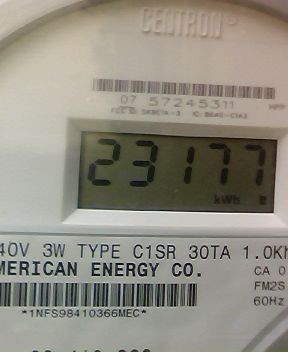 CENTRON
07 57245311
23177
kWh
40V 3W TYPE C1SR 30TA 1.0Kh
MERICAN ENERGY CO.
CA 0
FM2S
60Hz
*1NFS98410366MEC*